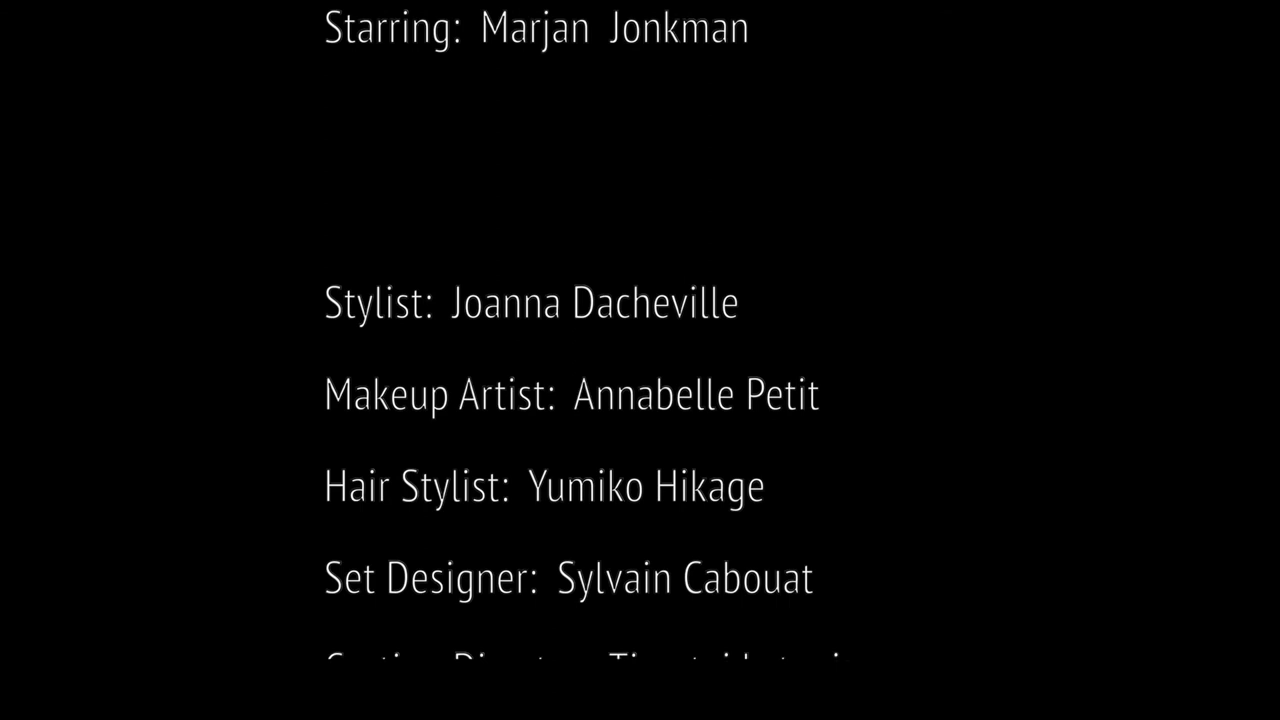 Starring: Marjan Jonkman
Stylist: Joanna Dacheville
Makeup Artist: Annabelle Petit
Hair Stylist: Yumiko Hikage
Set Designer: Sylvain Cabouat